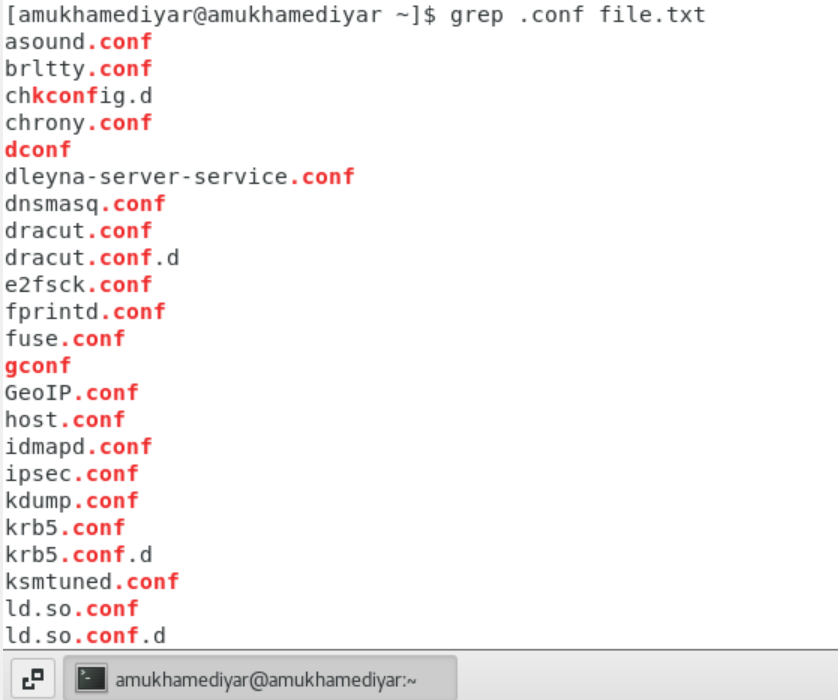 [amukhamediyar@amukhamediyar ~]$ grep .conf file.txt
asound.conf
brltty.conf
chkconfig.d
chrony.conf
dconf
dleyna-server-service.conf
dnsmasq.conf
dracut.conf
dracut.conf.d
e2fsck.conf
fprintd.conf
fuse.conf
gconf
GeoIP.conf
host.conf
idmapd.conf
ipsec.conf
kdump.conf
krb5.conf
krb5.conf.d
ksmtuned.conf
ld.so.conf
ld.so.conf.d
amukhamediyar@amukhamediyar:~